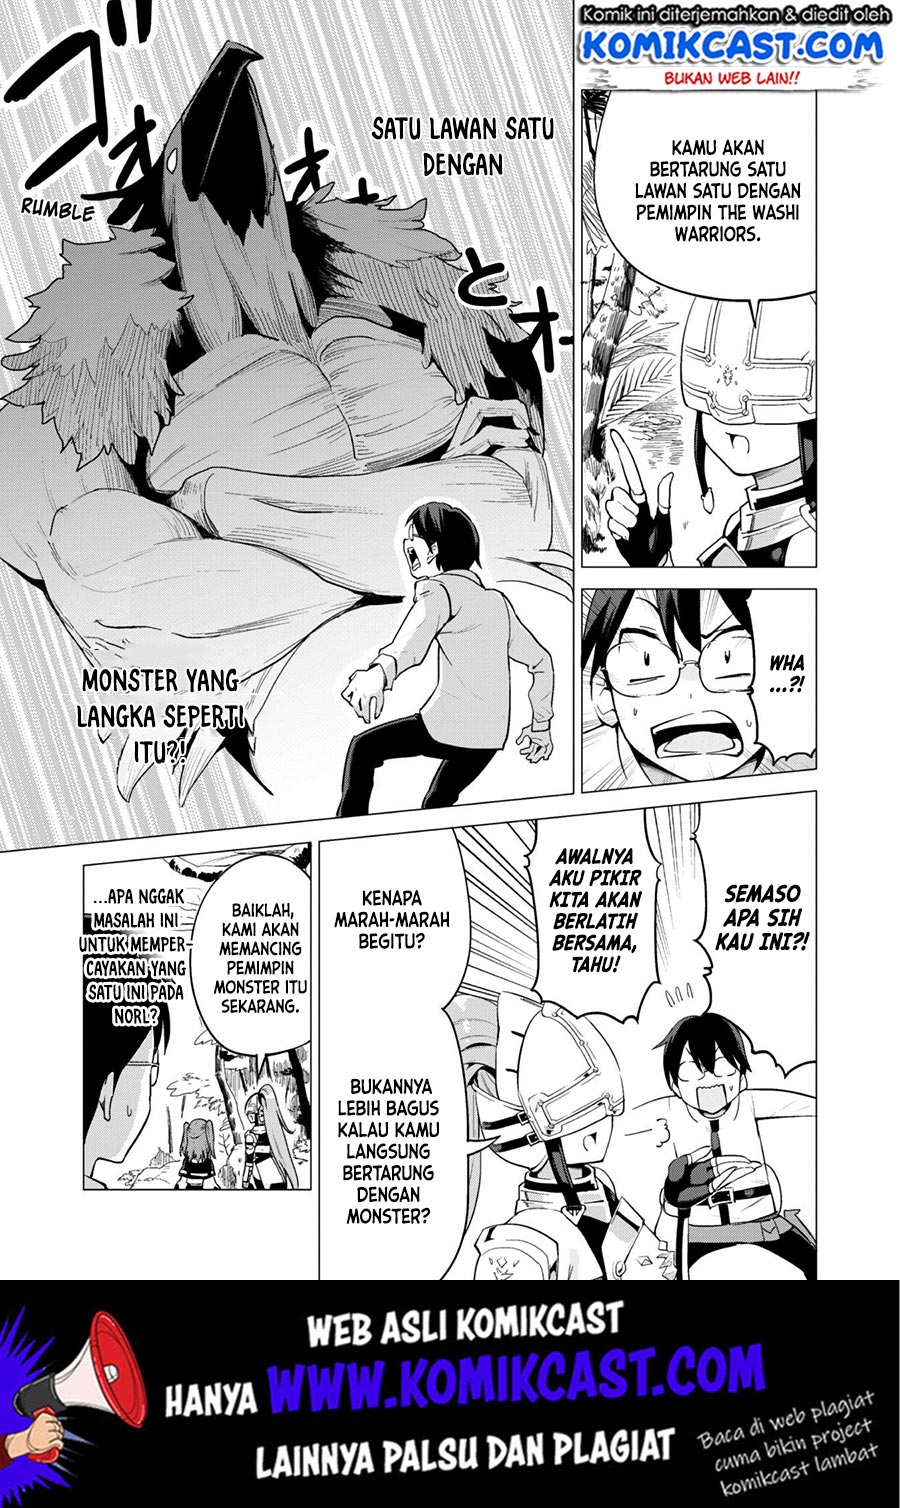 Komik ini diterjemahkan & diedit oleh
KOMIKCAST.COM
BUKAN WEB LAIN!!
KAMU AKAN
BERTARUNG SATU
LAWAN SATU DENGAN
PEMIMPIN THE WASHI
WARRIORS.
WHA
...?!
SATU LAWAN SATU
DENGAN
RUMBLE
ゴ
ゴ
ト
オ
MONSTER YANG
LANGKA SEPERTI
ITU?!
SEMASO
APA SIH
KAU INI?!
AWALNYA
AKU PIKIR
KITA AKAN
BERLATIH
BERSAMA,
TAHU!
KENAPA
MARAH-MARAH
BEGITU?
BUKANNYA
LEBIH BAGUS
KALAU KAMU
LANGSUNG
BERTARUNG
DENGAN
MONSTER?
BAIKLAH,
KAMI AKAN
MEMANCING
PEMIMPIN
MONSTER ITU
SEKARANG.
...APA NGGAK
MASALAH INI
UNTUK MEMPER-
CAYAKAN YANG
SATU INI PADA
NORL?
WEB ASLI KOMIKCAST
HANYA WWW.KOMIKCAST.COM
LAINNYA PALSU DAN PLAGIAT
Baca di web plagiat
cuma bikin project
komikcast lambat